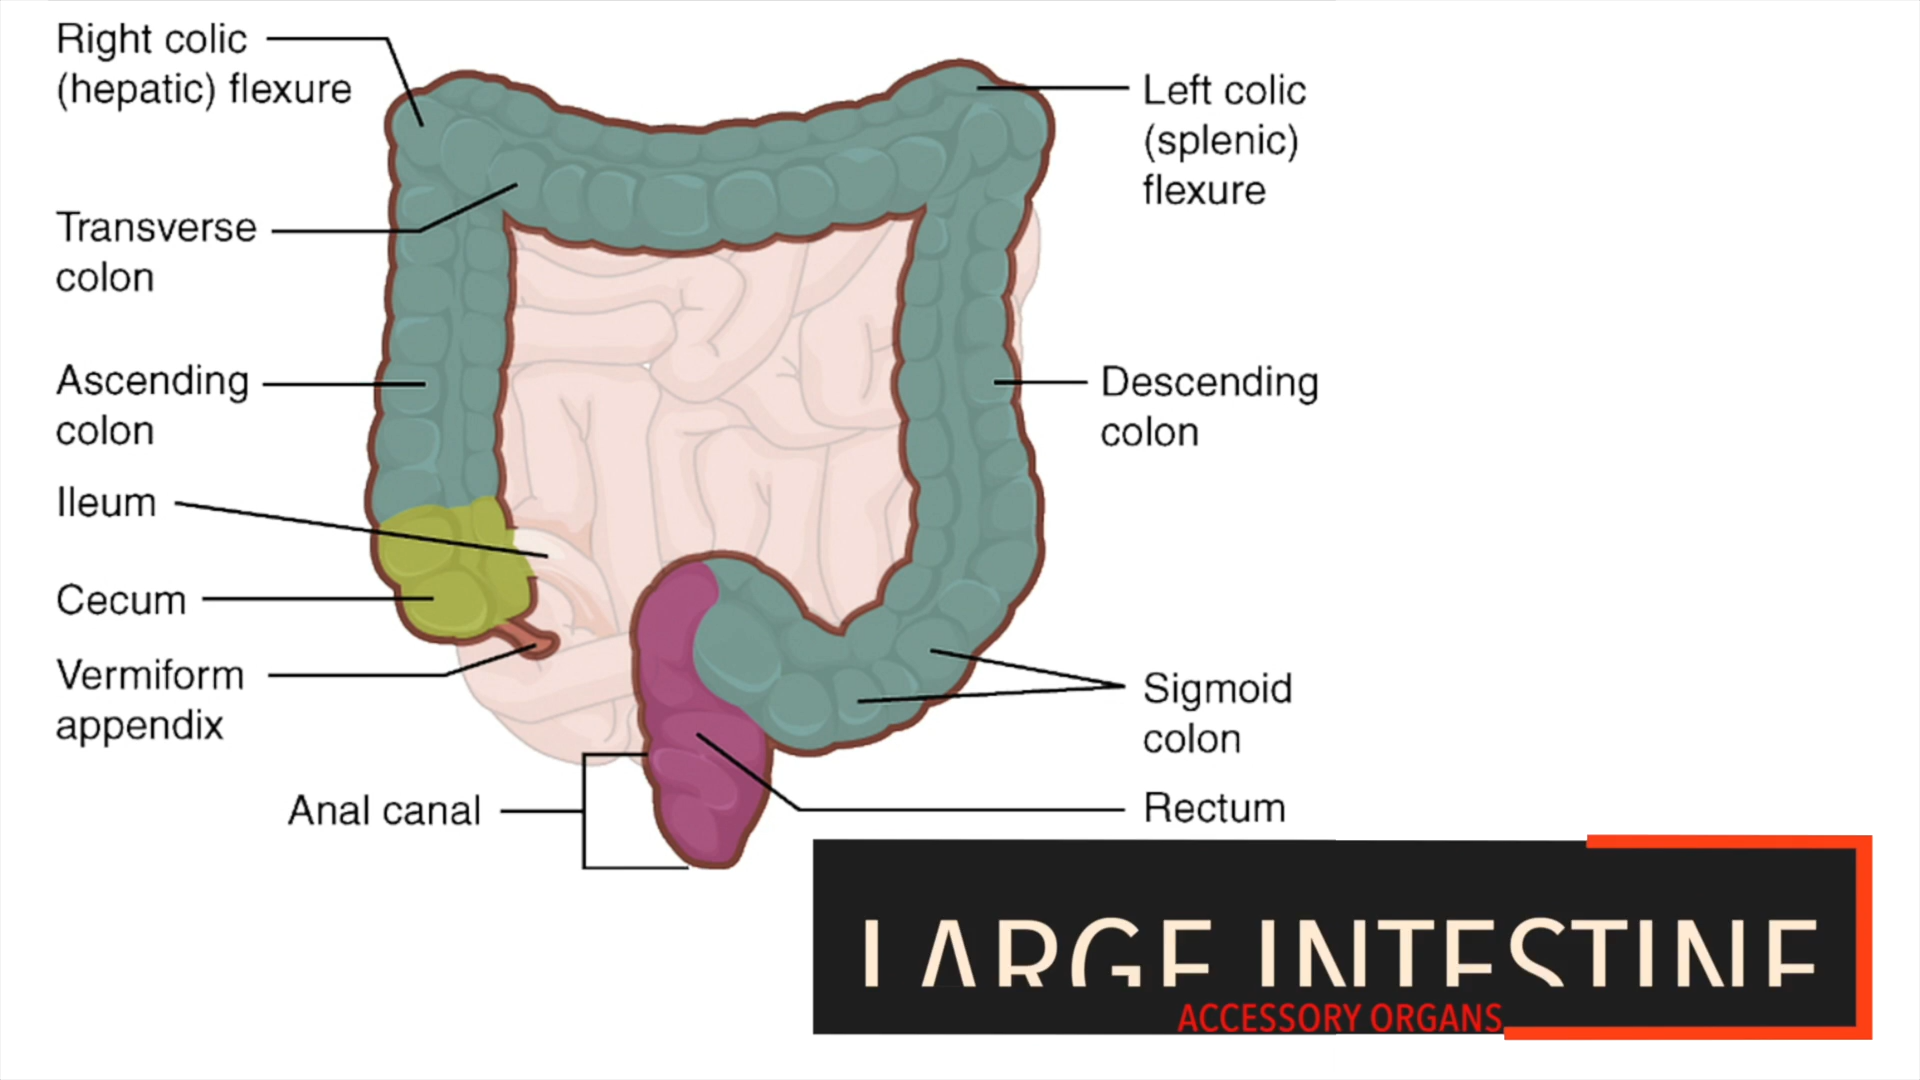 Right colic
(hepatic) flexure
Transverse
colon
Ascending
colon
Ileum
Cecum
Vermiform
appendix
Anal canal
Left colic
(splenic)
flexure
Descending
colon
Sigmoid
colon
Rectum
LARGE INTESTINE
ACCESSORY ORGANS